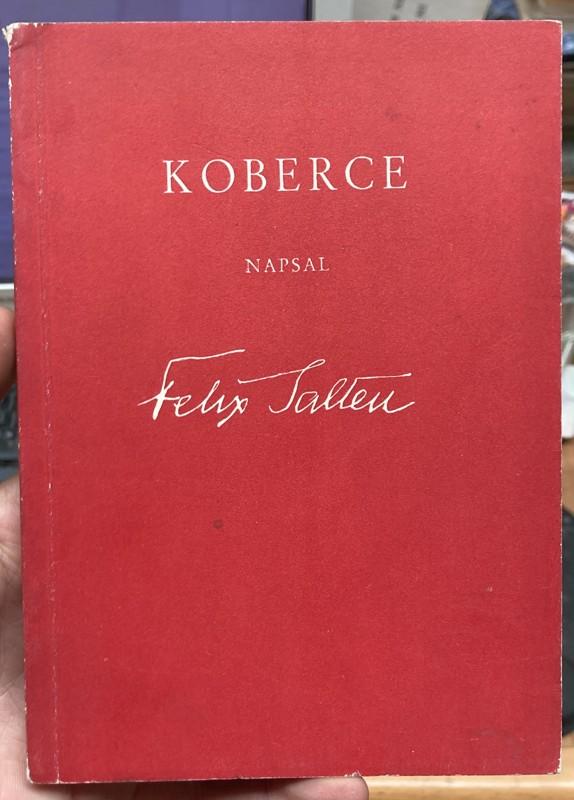 KOBERCE
NAPSAL
Felix Salten